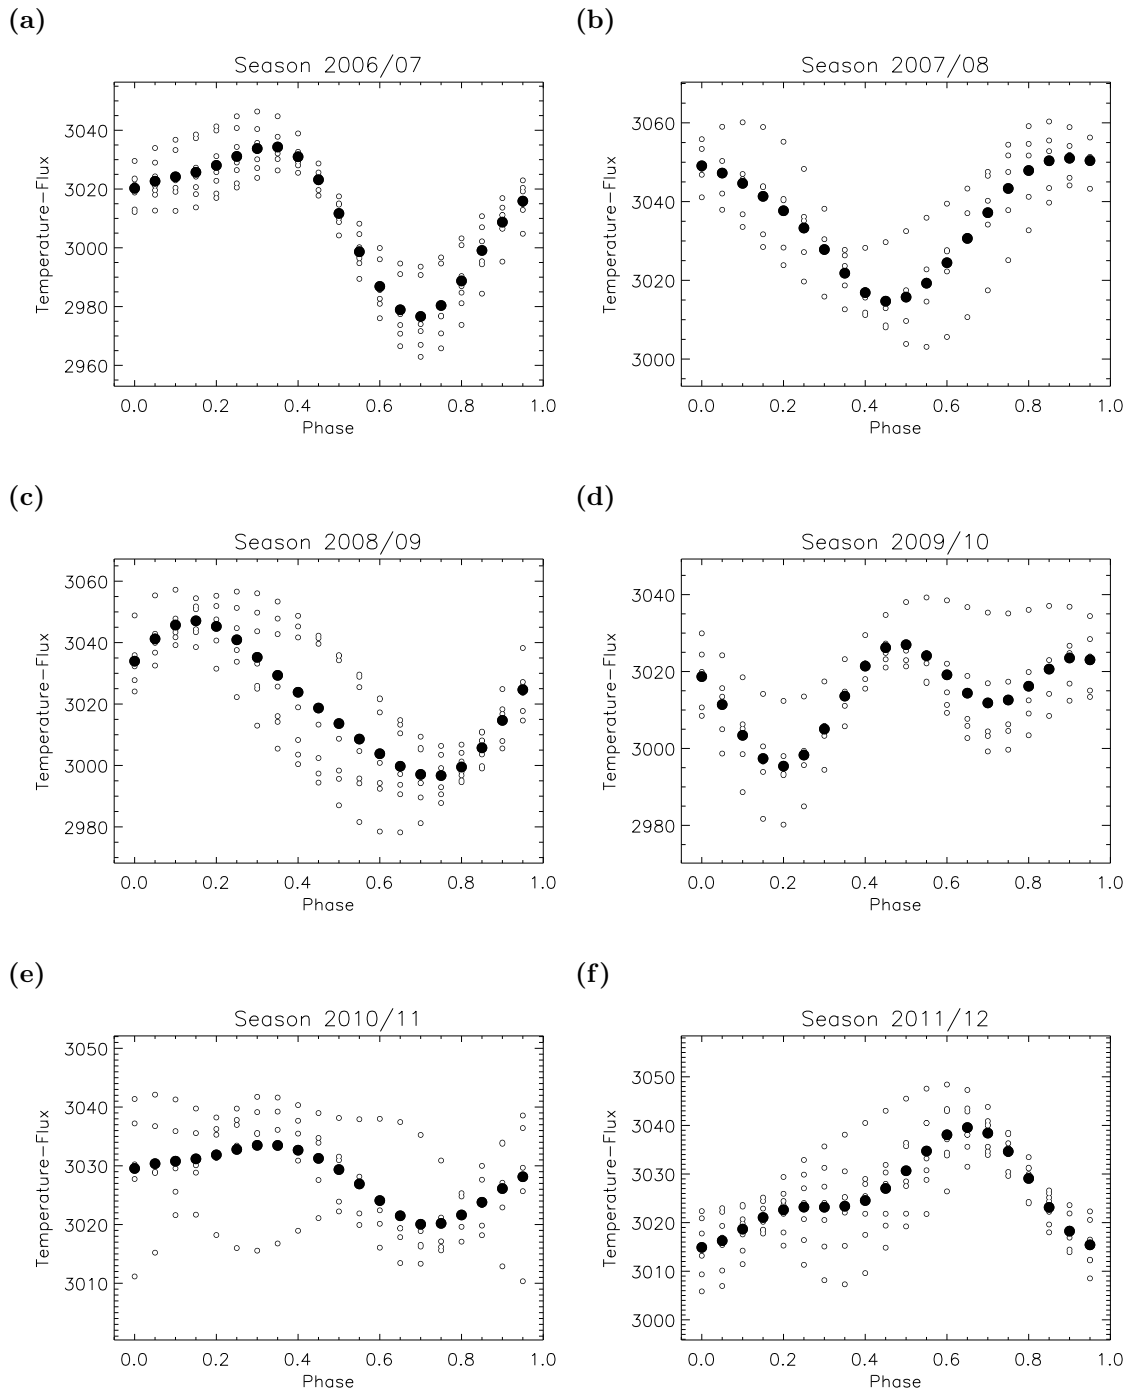 (a)
Season 2006/07
Temperature-Flux
3040
3020
3000
2980
2960
0.0 0.2 0.4 0.6 0.8 1.0
Phase
(b)
Season 2007/08
Temperature-Flux
3060
3040
3020
3000
0.0 0.2 0.4 0.6 0.8 1.0
Phase
(c)
Season 2008/09
Temperature-Flux
3060
3040
3020
3000
2980
0.0 0.2 0.4 0.6 0.8 1.0
Phase
(d)
Season 2009/10
Temperature-Flux
3040
3020
3000
2980
0.0 0.2 0.4 0.6 0.8 1.0
Phase
(e)
Season 2010/11
Temperature-Flux
3050
3040
3030
3020
3010
0.0 0.2 0.4 0.6 0.8 1.0
Phase
(f)
Season 2011/12
Temperature-Flux
3050
3040
3030
3020
3010
3000
0.0 0.2 0.4 0.6 0.8 1.0
Phase